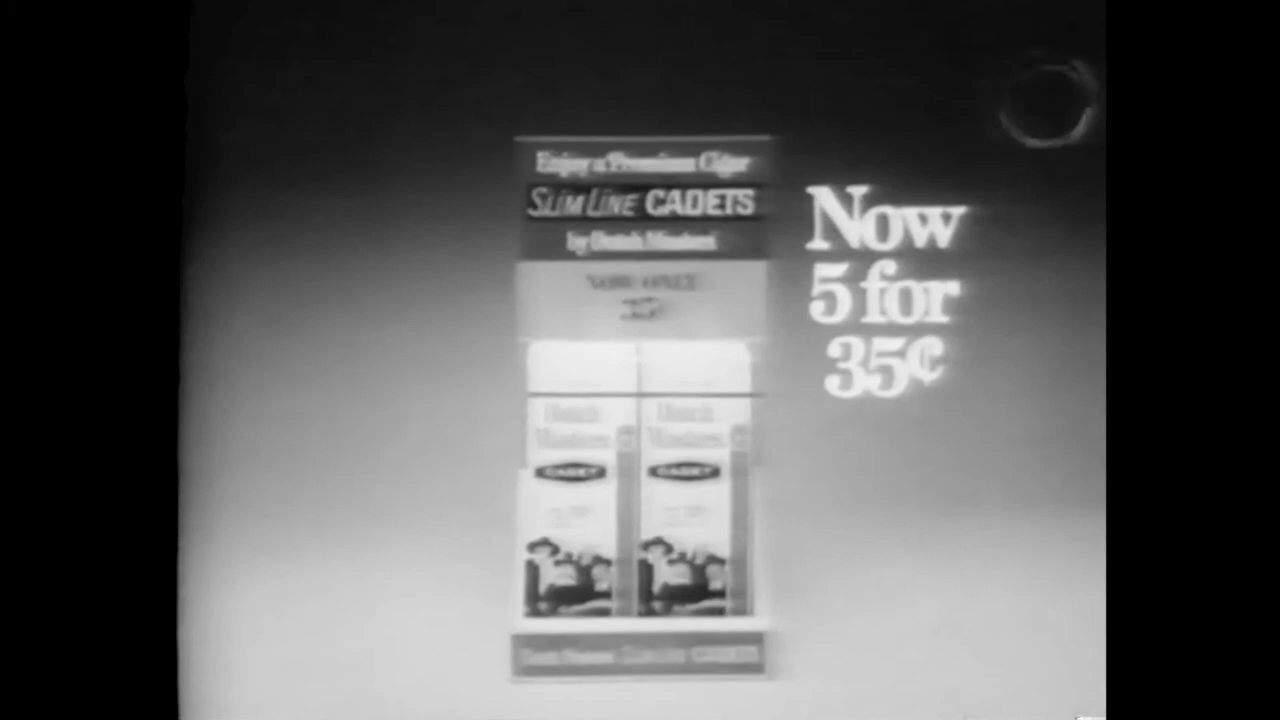 Enjoy a Premium Cigar
SLIM LINE CADETS
by Dutch Masters
Now
5 for
35¢
Dutch
Masters
CADET
Dutch
Masters
CADET